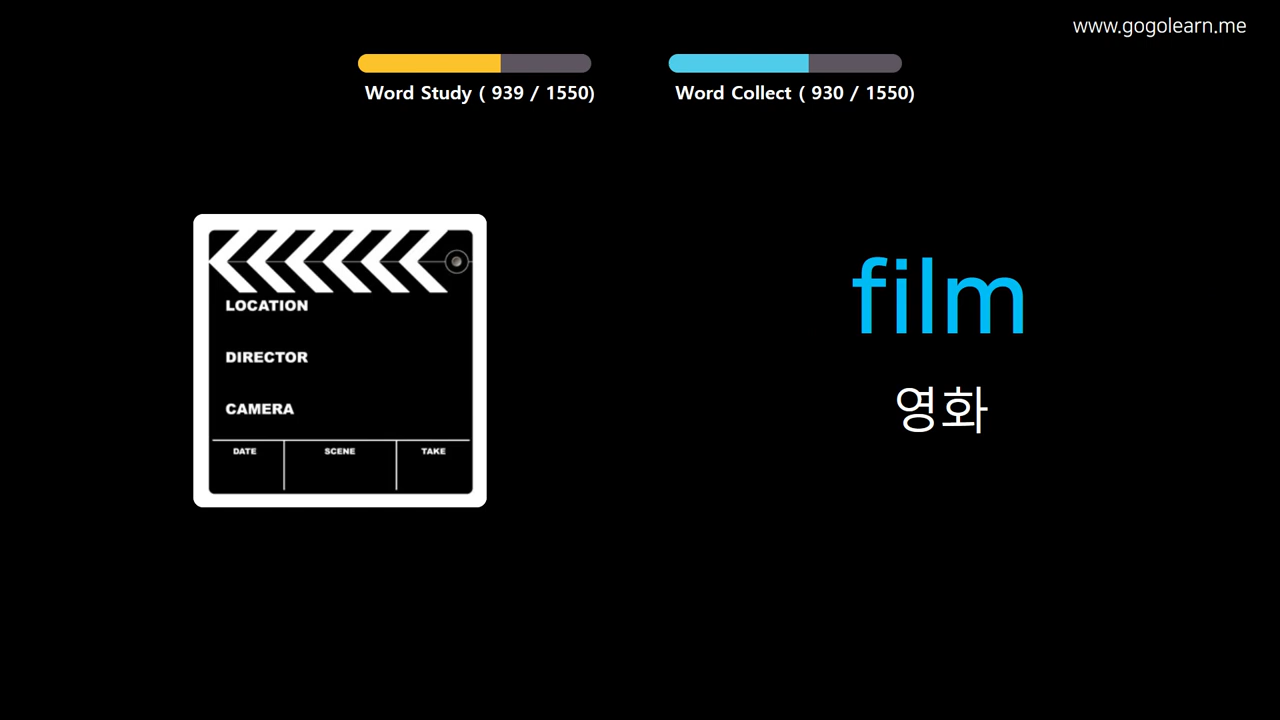 www.gogolearn.me
Word Study ( 939 / 1550)
Word Collect ( 930 / 1550)
LOCATION
DIRECTOR
CAMERA
DATE
SCENE
TAKE
film
영화